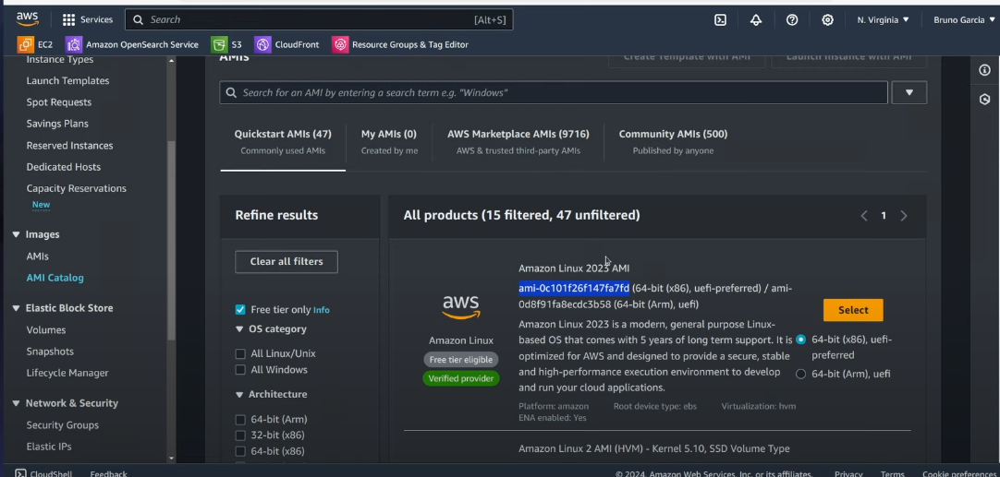 aws
Services
Search
[Alt+S]
N. Virginia
Bruno Garcia
EC2
Amazon OpenSearch Service
S3
CloudFront
Resource Groups & Tag Editor
Instance Types
Launch Templates
Spot Requests
Savings Plans
Reserved Instances
Dedicated Hosts
Capacity Reservations
New
Images
AMIs
AMI Catalog
Elastic Block Store
Volumes
Snapshots
Lifecycle Manager
Network & Security
Security Groups
Elastic IPs
AMIs
Create Template with AMI
Launch Instance with AMI
Search for an AMI by entering a search term e.g. "Windows"
Quickstart AMIs (47)
Commonly used AMIs
My AMIs (0)
Created by me
AWS Marketplace AMIs (9716)
AWS & trusted third-party AMIs
Community AMIs (500)
Published by anyone
Refine results
Clear all filters
Free tier only Info
OS category
All Linux/Unix
All Windows
Architecture
64-bit (Arm)
32-bit (x86)
64-bit (x86)
All products (15 filtered, 47 unfiltered)
1
aws
Amazon Linux
Free tier eligible
Verified provider
Amazon Linux 2023 AMI
ami-0c101f26f147fa7fd (64-bit (x86), uefi-preferred) / ami-
0d8f91fa8ecdc3b58 (64-bit (Arm), uefi)
Amazon Linux 2023 is a modern, general purpose Linux-
based OS that comes with 5 years of long term support. It is
optimized for AWS and designed to provide a secure, stable
and high-performance execution environment to develop
and run your cloud applications.
Platform: amazon
Root device type: ebs
Virtualization: hvm
ENA enabled: Yes
Select
64-bit (x86), uefi-
preferred
64-bit (Arm), uefi
Amazon Linux 2 AMI (HVM) - Kernel 5.10, SSD Volume Type
CloudShell
Feedback
© 2024, Amazon Web Services, Inc. or its affiliates.
Privacy
Terms
Cookie preferences